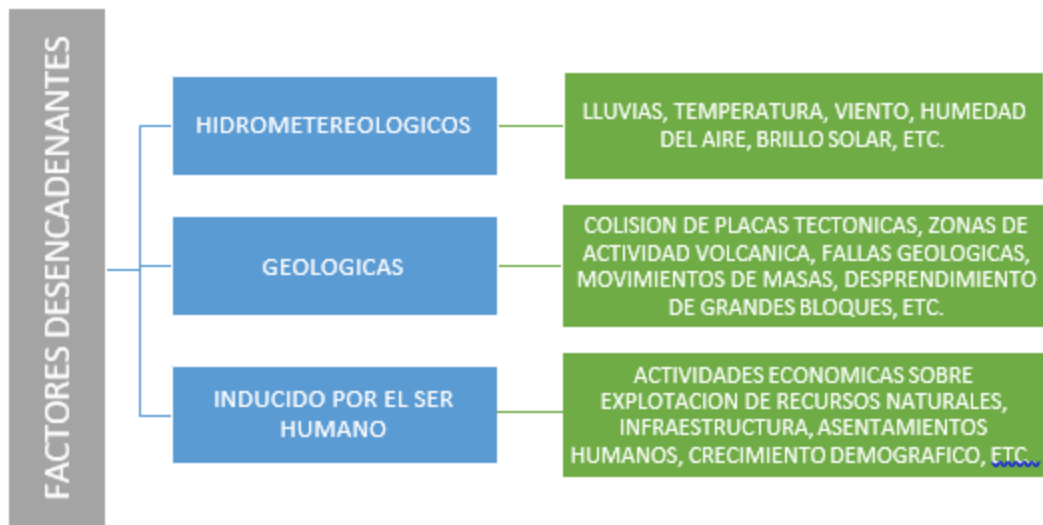 FACTORES DESENCADENANTES
HIDROMETEREOLOGICOS
LLUVIAS, TEMPERATURA, VIENTO, HUMEDAD
DEL AIRE, BRILLO SOLAR, ETC.
GEOLOGICAS
COLISION DE PLACAS TECTONICAS, ZONAS DE
ACTIVIDAD VOLCANICA, FALLAS GEOLOGICAS,
MOVIMIENTOS DE MASAS, DESPRENDIMIENTO
DE GRANDES BLOQUES, ETC.
INDUCIDO POR EL SER
HUMANO
ACTIVIDADES ECONOMICAS SOBRE
EXPLOTACION DE RECURSOS NATURALES,
INFRAESTRUCTURA, ASENTAMIENTOS
HUMANOS, CRECIMIENTO DEMOGRAFICO, ETC.